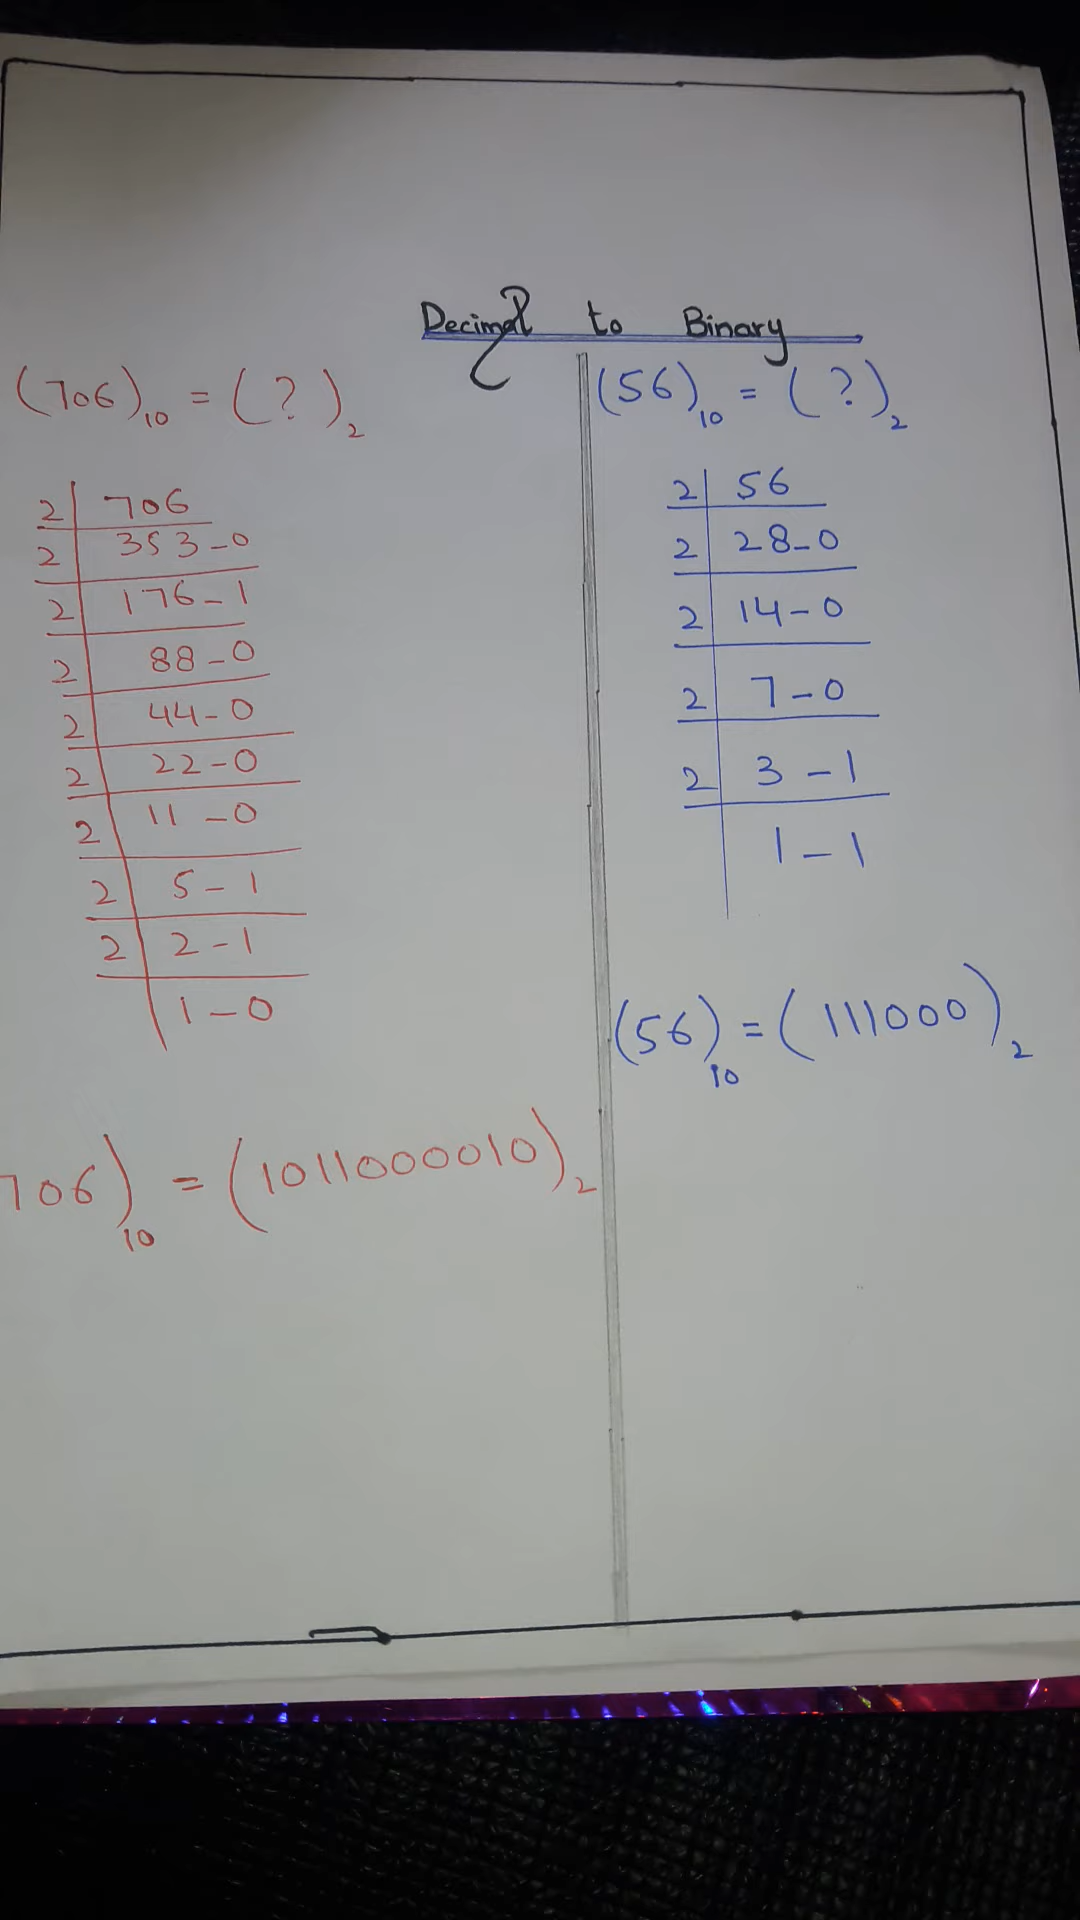 Decimal to Binary
(706)₁₀ = (?)₂
2 | 706
2 | 353 - 0
2 | 176 - 1
2 | 88 - 0
2 | 44 - 0
2 | 22 - 0
2 | 11 - 0
2 | 5 - 1
2 | 2 - 1
| 1 - 0
706)₁₀ = (1011000010)₂
(56)₁₀ = (?)₂
2 | 56
2 | 28 - 0
2 | 14 - 0
2 | 7 - 0
2 | 3 - 1
| 1 - 1
(56)₁₀ = (111000)₂